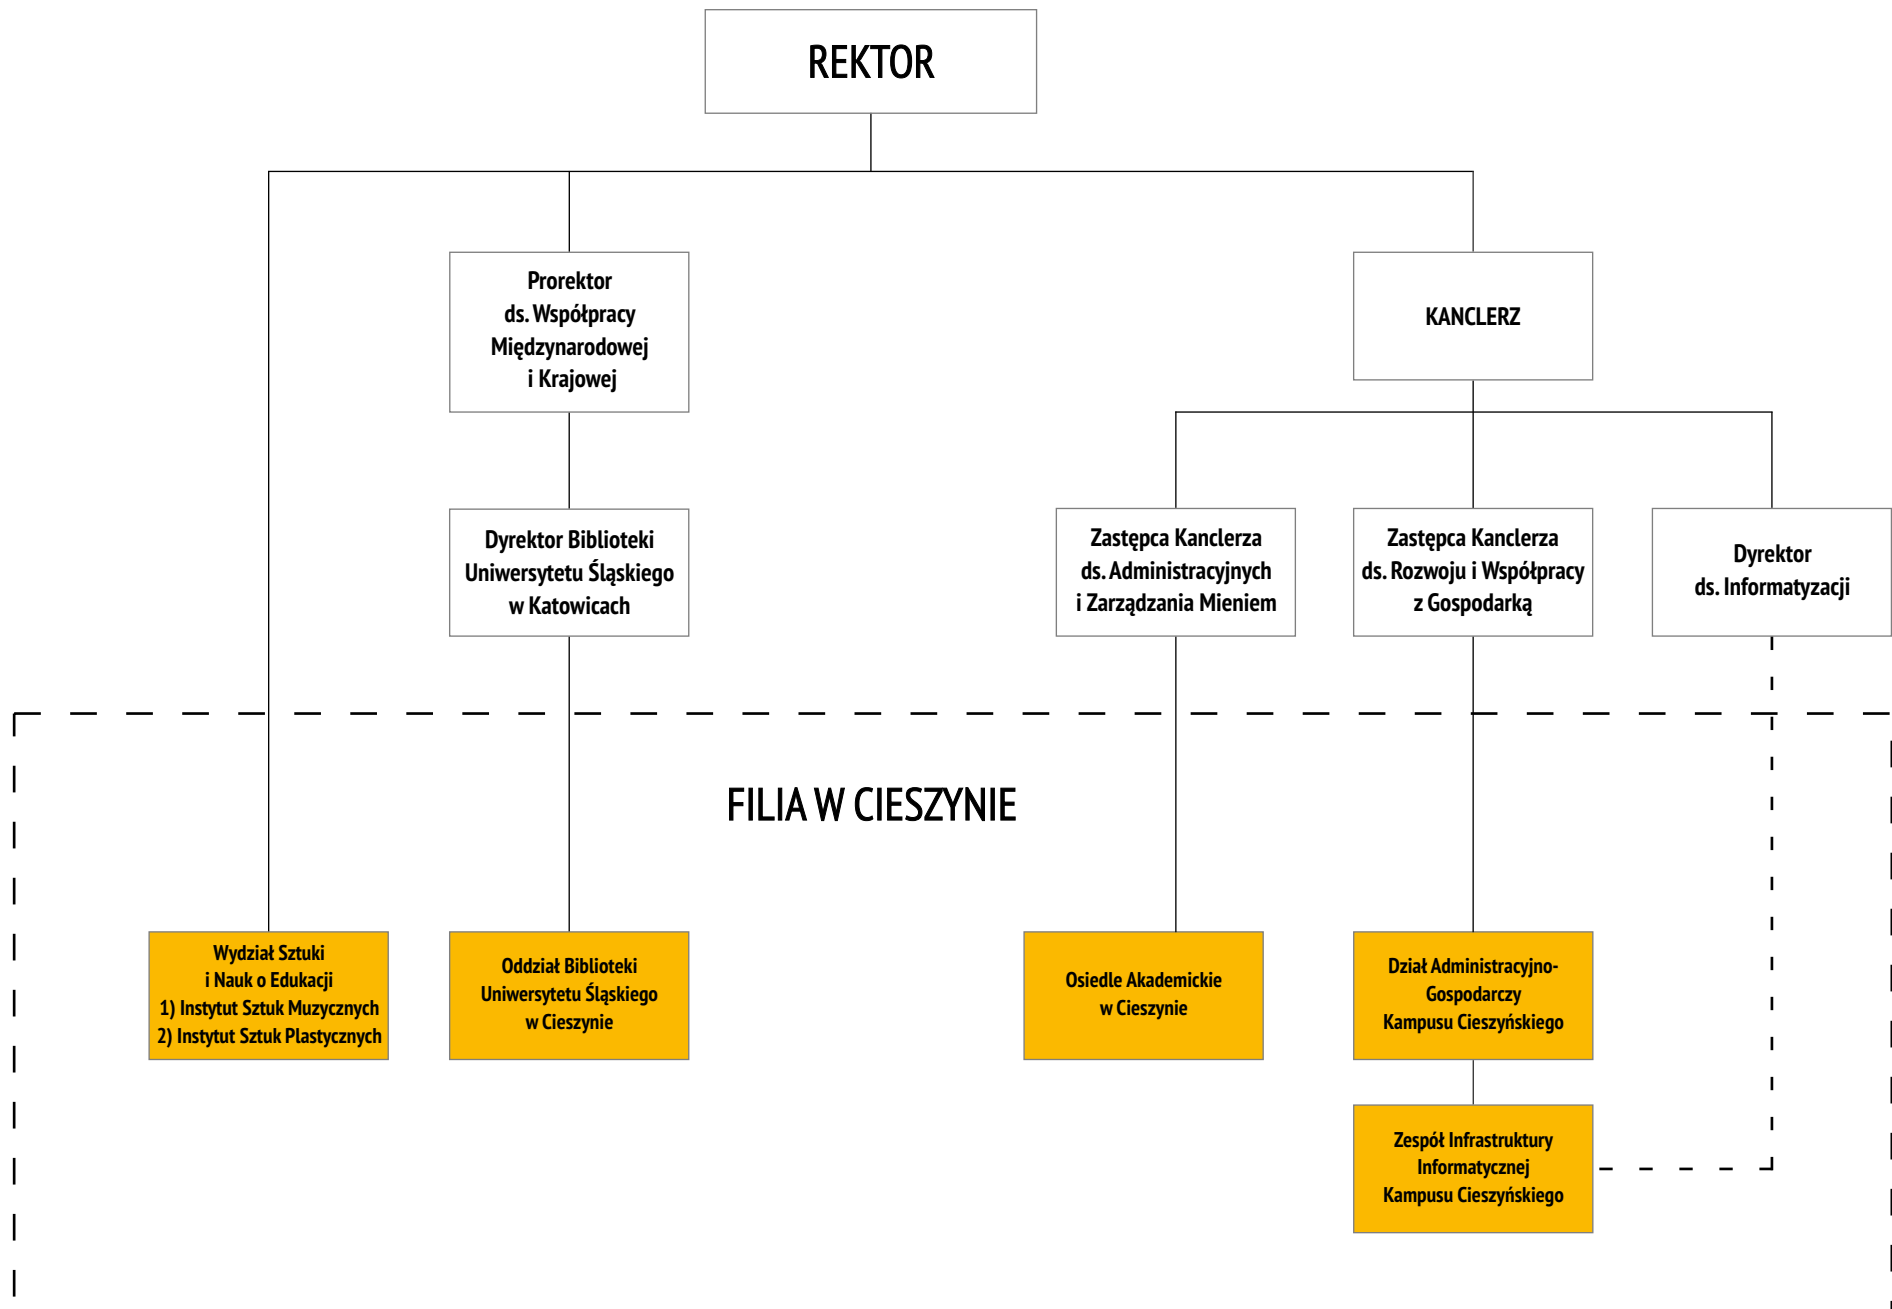 REKTOR
Prorektor
ds. Współpracy
Międzynarodowej
i Krajowej
KANCLERZ
Dyrektor Biblioteki
Uniwersytetu Śląskiego
w Katowicach
Zastępca Kanclerza
ds. Administracyjnych
i Zarządzania Mieniem
Zastępca Kanclerza
ds. Rozwoju i Współpracy
z Gospodarką
Dyrektor
ds. Informatyzacji
FILIA W CIESZYNIE
Wydział Sztuki
i Nauk o Edukacji
1) Instytut Sztuk Muzycznych
2) Instytut Sztuk Plastycznych
Oddział Biblioteki
Uniwersytetu Śląskiego
w Cieszynie
Osiedle Akademickie
w Cieszynie
Dział Administracyjno-
Gospodarczy
Kampusu Cieszyńskiego
Zespół Infrastruktury
Informatycznej
Kampusu Cieszyńskiego